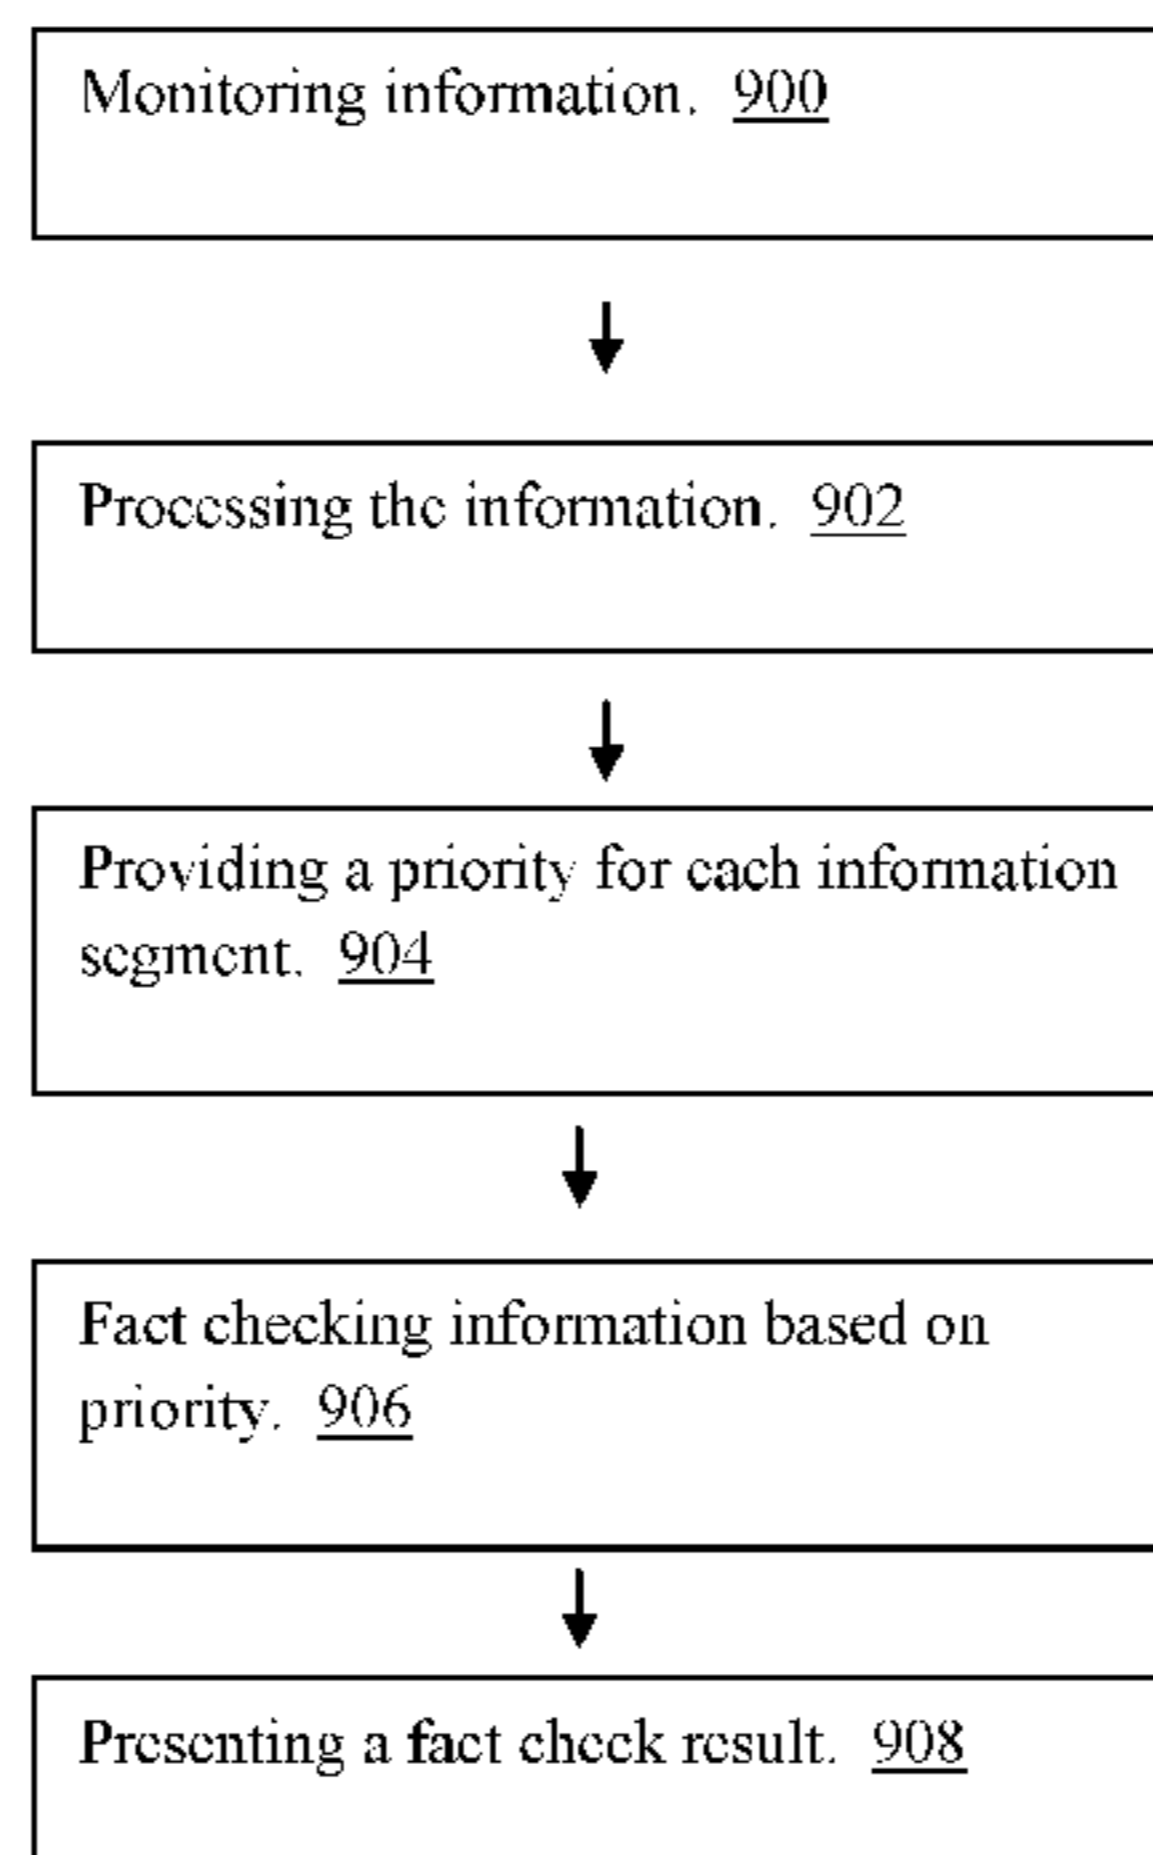 Monitoring information. 900
Processing the information. 902
Providing a priority for each information
segment. 904
Fact checking information based on
priority. 906
Presenting a fact check result. 908